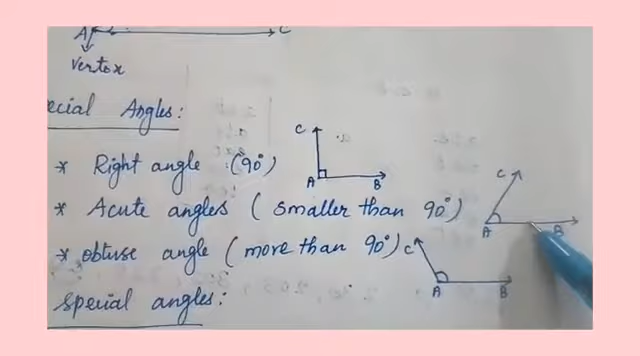 A C
Vertex
ecial Angles:
C
* Right angle (90°)
A B
C
* Acute angles ( smaller than 90°)
A B
* obtuse angle ( more than 90°)
C
A B
special angles: